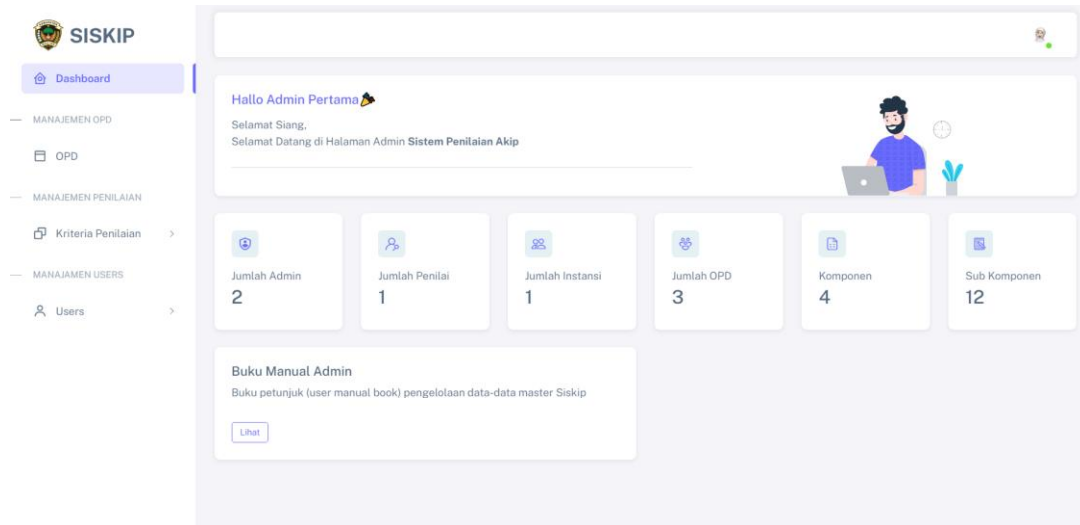 SISKIP
Dashboard
MANAJEMEN OPD
OPD
MANAJEMEN PENILAIAN
Kriteria Penilaian
MANAJAMEN USERS
Users
Hallo Admin Pertama
Selamat Siang,
Selamat Datang di Halaman Admin Sistem Penilaian Akip
Jumlah Admin
2
Jumlah Penilai
1
Jumlah Instansi
1
Jumlah OPD
3
Komponen
4
Sub Komponen
12
Buku Manual Admin
Buku petunjuk (user manual book) pengelolaan data-data master Siskip
Lihat